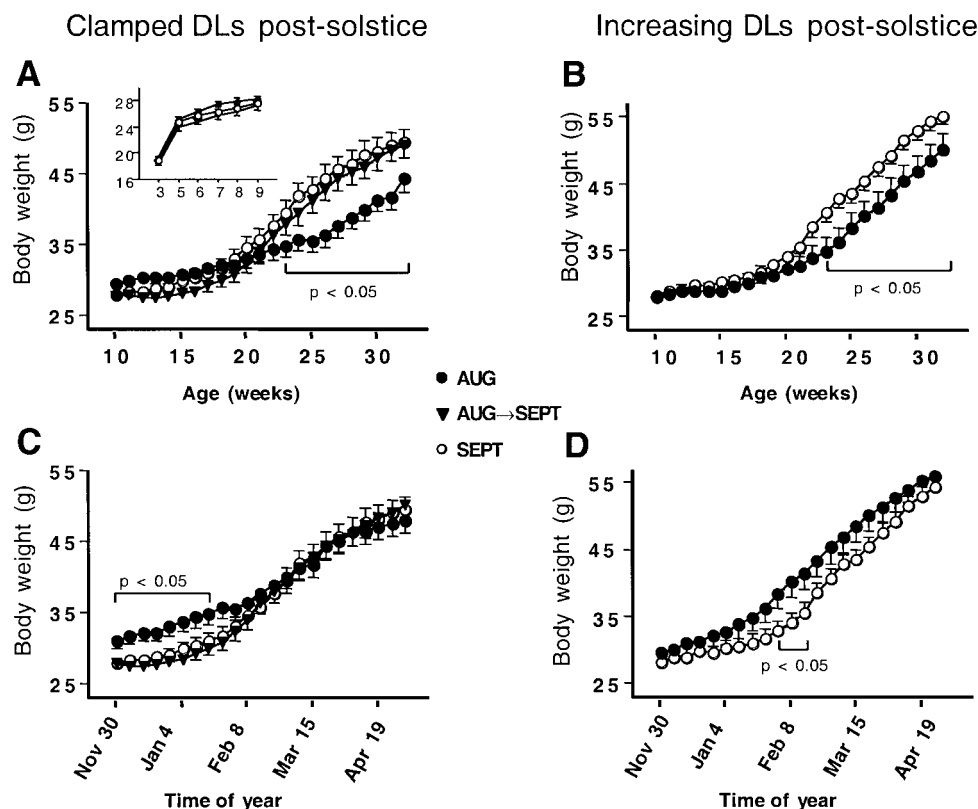 Clamped DLs post-solstice
Increasing DLs post-solstice
A
Body weight (g)
55
45
35
25
28
24
20
16
3 5 6 7 8 9
p < 0.05
10 15 20 25 30
Age (weeks)
B
Body weight (g)
55
45
35
25
p < 0.05
10 15 20 25 30
Age (weeks)
AUG
AUG→SEPT
SEPT
C
Body weight (g)
55
45
35
25
p < 0.05
Nov 30 Jan 4 Feb 8 Mar 15 Apr 19
Time of year
D
Body weight (g)
55
45
35
25
p < 0.05
Nov 30 Jan 4 Feb 8 Mar 15 Apr 19
Time of year